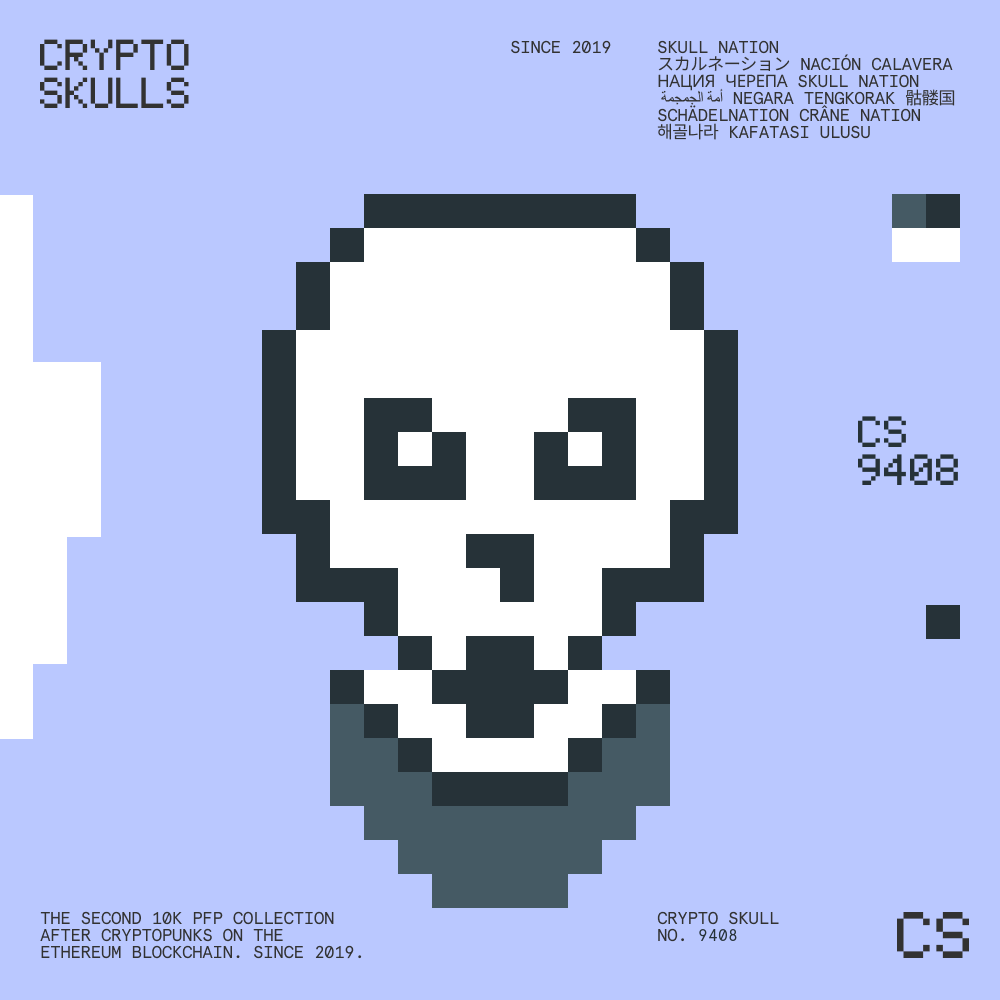 CRYPTO
SKULLS
SINCE 2019
SKULL NATION
スカルネーション NACIÓN CALAVERA
НАЦИЯ ЧЕРЕПА SKULL NATION
أمة الجمجمة NEGARA TENGKORAK 骷髅国
SCHÄDELNATION CRÂNE NATION
해골나라 KAFATASI ULUSU
CS
9408
THE SECOND 10K PFP COLLECTION
AFTER CRYPTOPUNKS ON THE
ETHEREUM BLOCKCHAIN. SINCE 2019.
CRYPTO SKULL
NO. 9408
CS